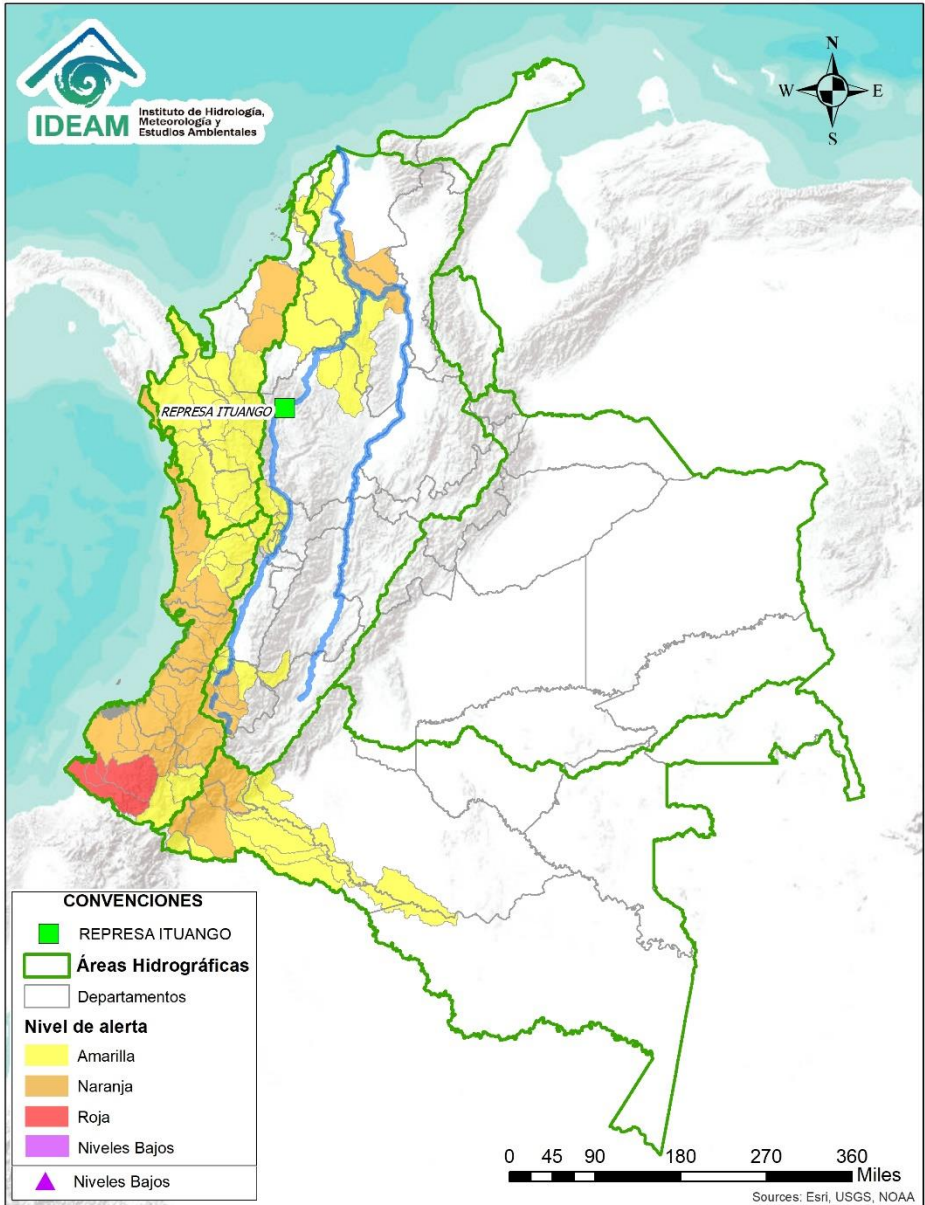 IDEAM
Instituto de Hidrología,
Meteorología y
Estudios Ambientales
N
W
E
S
REPRESA ITUANGO
CONVENCIONES
REPRESA ITUANGO
Áreas Hidrográficas
Departamentos
Nivel de alerta
Amarilla
Naranja
Roja
Niveles Bajos
Niveles Bajos
0 45 90 180 270 360
Miles
Sources: Esri, USGS, NOAA